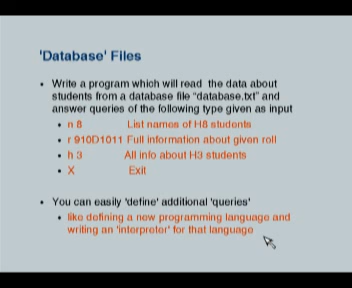 'Database' Files
• Write a program which will read the data about
students from a database file "database.txt" and
answer queries of the following type given as input
• n 8 List names of H8 students
• r 910D1011 Full information about given roll
• h 3 All info about H3 students
• X Exit
• You can easily 'define' additional 'queries'
• like defining a new programming language and
writing an 'interpreter' for that language